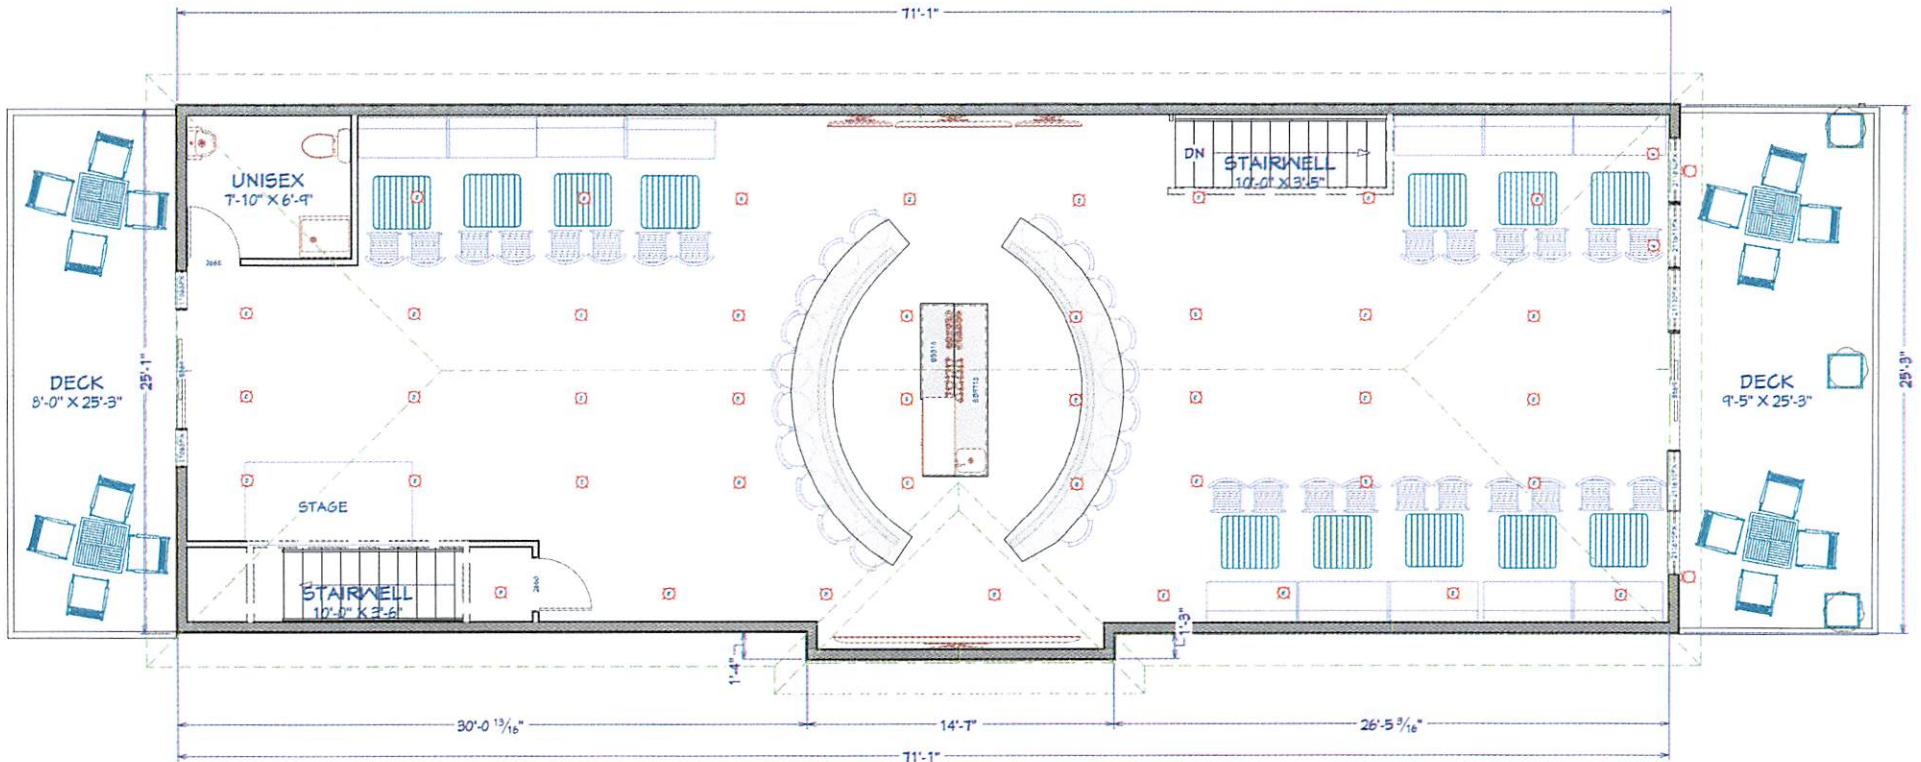 71'-1"
UNISEX
7'-10" X 6'-9"
2668
DN
STAIRWELL
10'-0" X 3'-5"
DECK
8'-0" X 25'-3"
25'-1"
DECK
9'-5" X 25'-3"
25'-3"
STAGE
STAIRWELL
10'-0" X 3'-6"
1'-4"
1'-3"
30'-0 13/16"
14'-7"
26'-5 3/16"
71'-1"